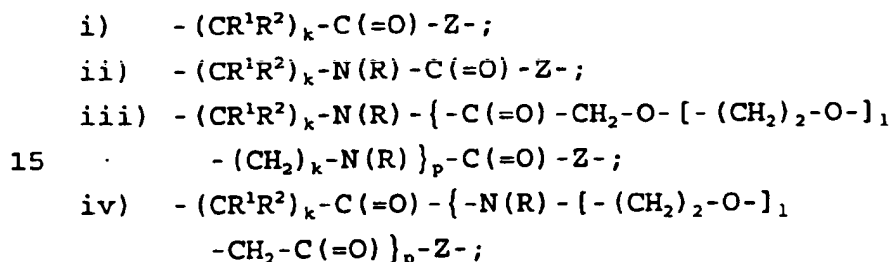 i) -(CR¹R²)ₖ-C(=O)-Z-;
ii) -(CR¹R²)ₖ-N(R)-C(=O)-Z-;
iii) -(CR¹R²)ₖ-N(R)-{-C(=O)-CH₂-O-[-(CH₂)₂-O-]₁
15 -(CH₂)ₖ-N(R)}ₚ-C(=O)-Z-;
iv) -(CR¹R²)ₖ-C(=O)-{-N(R)-[-(CH₂)₂-O-]₁
-CH₂-C(=O)}ₚ-Z-;